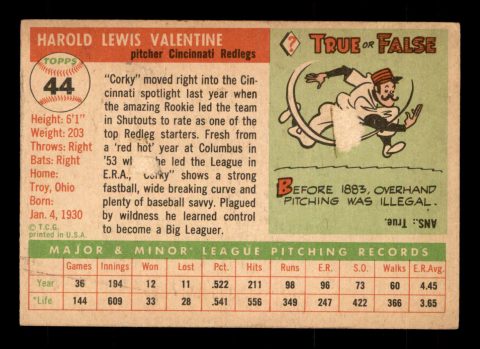 HAROLD LEWIS VALENTINE
pitcher Cincinnati Redlegs
TOPPS
44
Height: 6'1"
Weight: 203
Throws: Right
Bats: Right
Home:
Troy, Ohio
Born:
Jan. 4, 1930
© T.C.G.
printed in U.S.A.
"Corky" moved right into the Cin-
cinnati spotlight last year when
the amazing Rookie led the team
in Shutouts to rate as one of the
top Redleg starters. Fresh from
a 'red hot' year at Columbus in
'53 he led the League in
E.R.A., "Corky" shows a strong
fastball, wide breaking curve and
plenty of baseball savvy. Plagued
by wildness he learned control
to become a Big Leaguer.
?
TRUE OR FALSE
BEFORE 1883, OVERHAND
PITCHING WAS ILLEGAL.
ANS.: True.
MAJOR & MINOR LEAGUE PITCHING RECORDS
Games Innings Won Lost Pct. Hits Runs E.R. S.O. Walks E.R.Avg.
Year 36 194 12 11 .522 211 98 96 73 60 4.45
*Life 144 609 33 28 .541 556 349 247 422 366 3.65